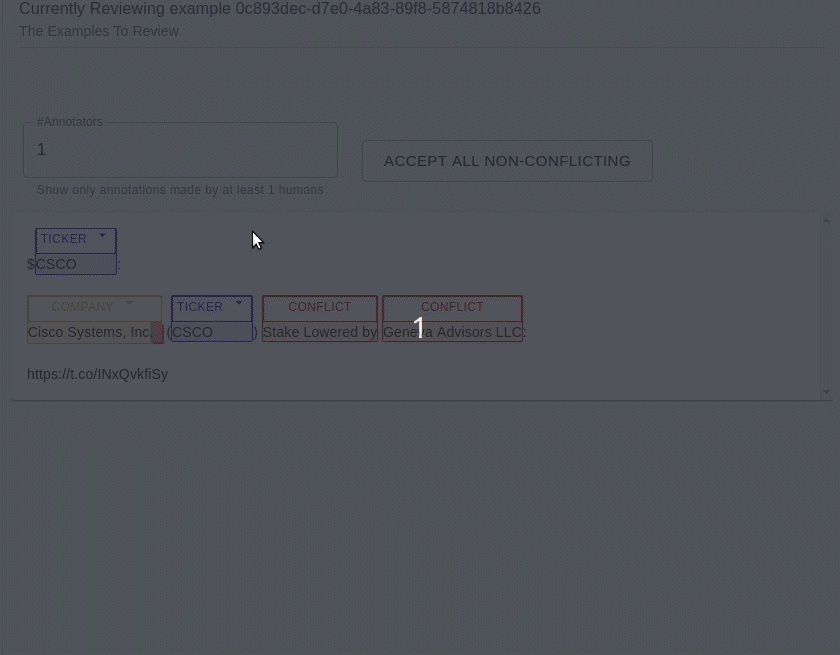 Currently Reviewing example 0c893dec-d7e0-4a83-89f8-5874818b8426
The Examples To Review
#Annotators
1
ACCEPT ALL NON-CONFLICTING
Show only annotations made by at least 1 humans
TICKER
$CSCO :
COMPANY TICKER CONFLICT CONFLICT
Cisco Systems, Inc. (CSCO ) Stake Lowered by Geneva Advisors LLC:
1
https://t.co/INxQvkfiSy